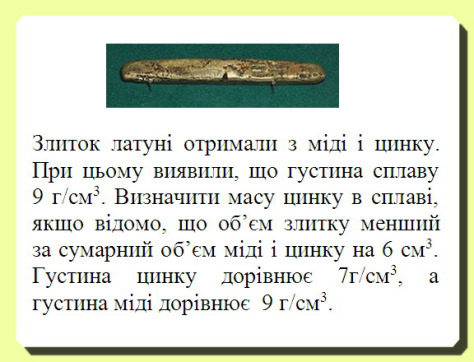 Злиток латуні отримали з міді і цинку.
При цьому виявили, що густина сплаву
9 г/см³. Визначити масу цинку в сплаві,
якщо відомо, що об’єм злитку менший
за сумарний об’єм міді і цинку на 6 см³.
Густина цинку дорівнює 7г/см³, а
густина міді дорівнює 9 г/см³.